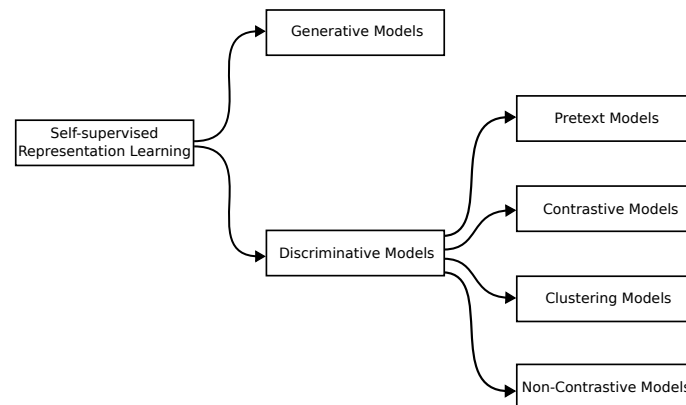 Generative Models
Self-supervised
Representation Learning
Pretext Models
Contrastive Models
Discriminative Models
Clustering Models
Non-Contrastive Models